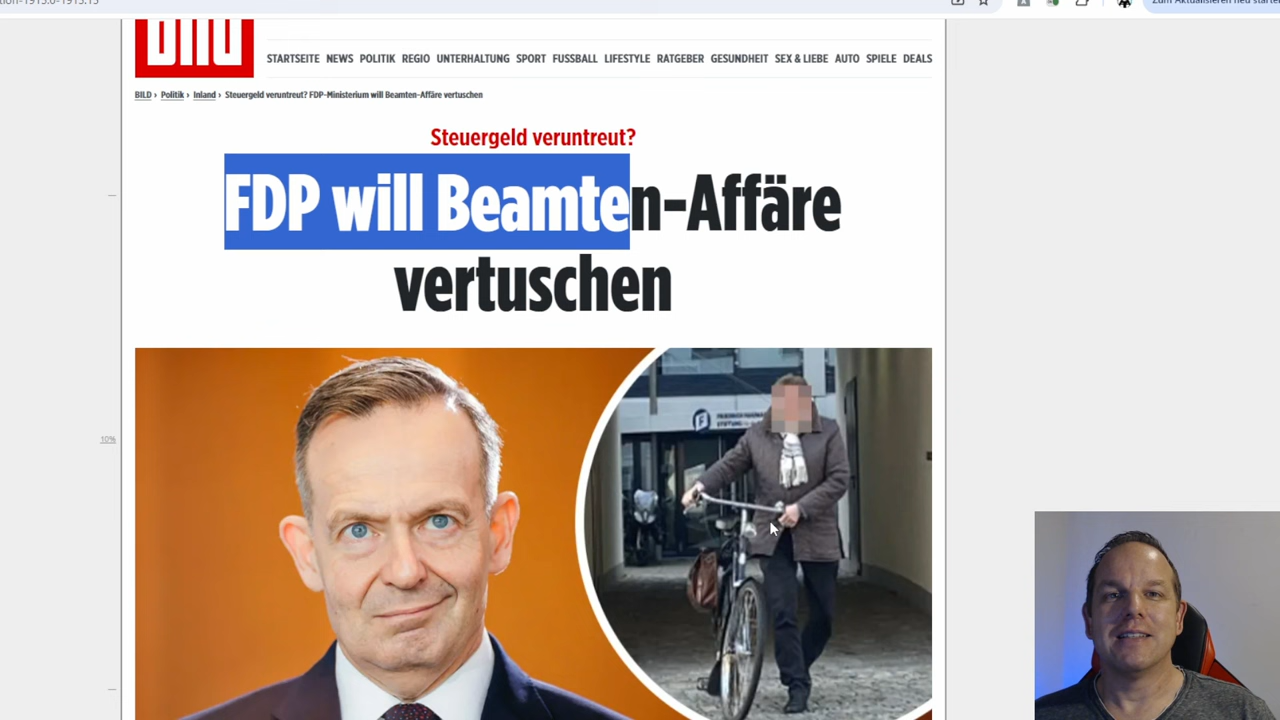 BILD
STARTSEITE NEWS POLITIK REGIO UNTERHALTUNG SPORT FUSSBALL LIFESTYLE RATGEBER GESUNDHEIT SEX & LIEBE AUTO SPIELE DEALS
BILD › Politik › Inland › Steuergeld veruntreut? FDP-Ministerium will Beamten-Affäre vertuschen
Steuergeld veruntreut?
FDP will Beamten-Affäre
vertuschen
10%